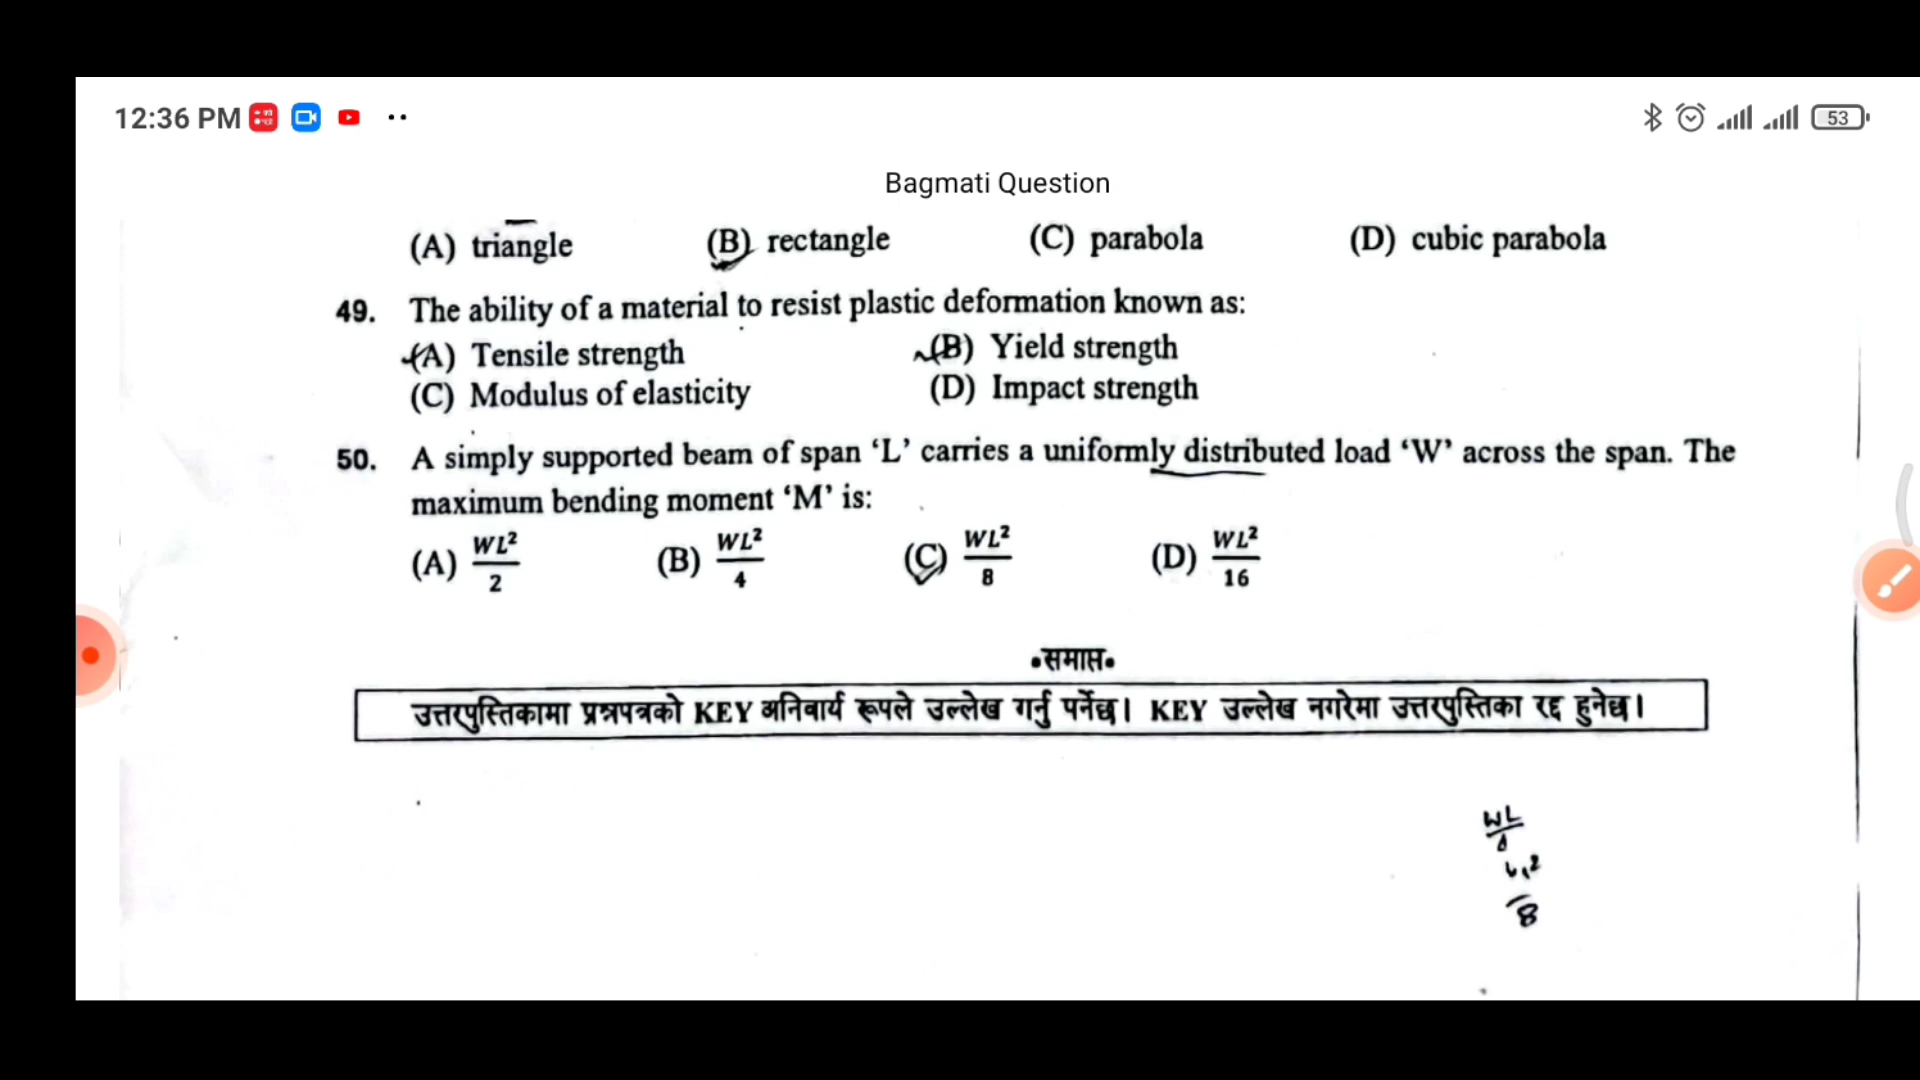 12:36 PM
53
Bagmati Question
(A) triangle (B) rectangle (C) parabola (D) cubic parabola
49. The ability of a material to resist plastic deformation known as:
(A) Tensile strength (B) Yield strength
(C) Modulus of elasticity (D) Impact strength
50. A simply supported beam of span ‘L’ carries a uniformly distributed load ‘W’ across the span. The
maximum bending moment ‘M’ is:
(A) WL²/2 (B) WL²/4 (C) WL²/8 (D) WL²/16
•समाप्त•
उत्तरपुस्तिकामा प्रश्नपत्रको KEY अनिवार्य रूपले उल्लेख गर्नु पर्नेछ। KEY उल्लेख नगरेमा उत्तरपुस्तिका रद्द हुनेछ।
WL
8